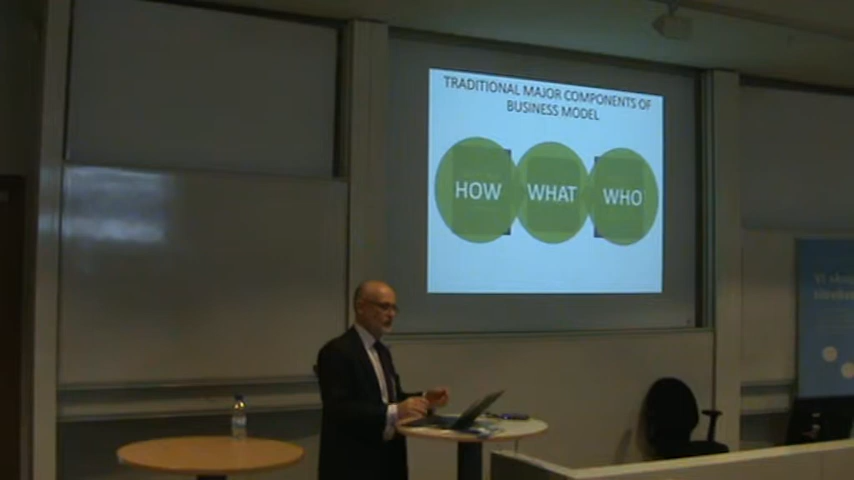 TRADITIONAL MAJOR COMPONENTS OF
BUSINESS MODEL
HOW WHAT WHO